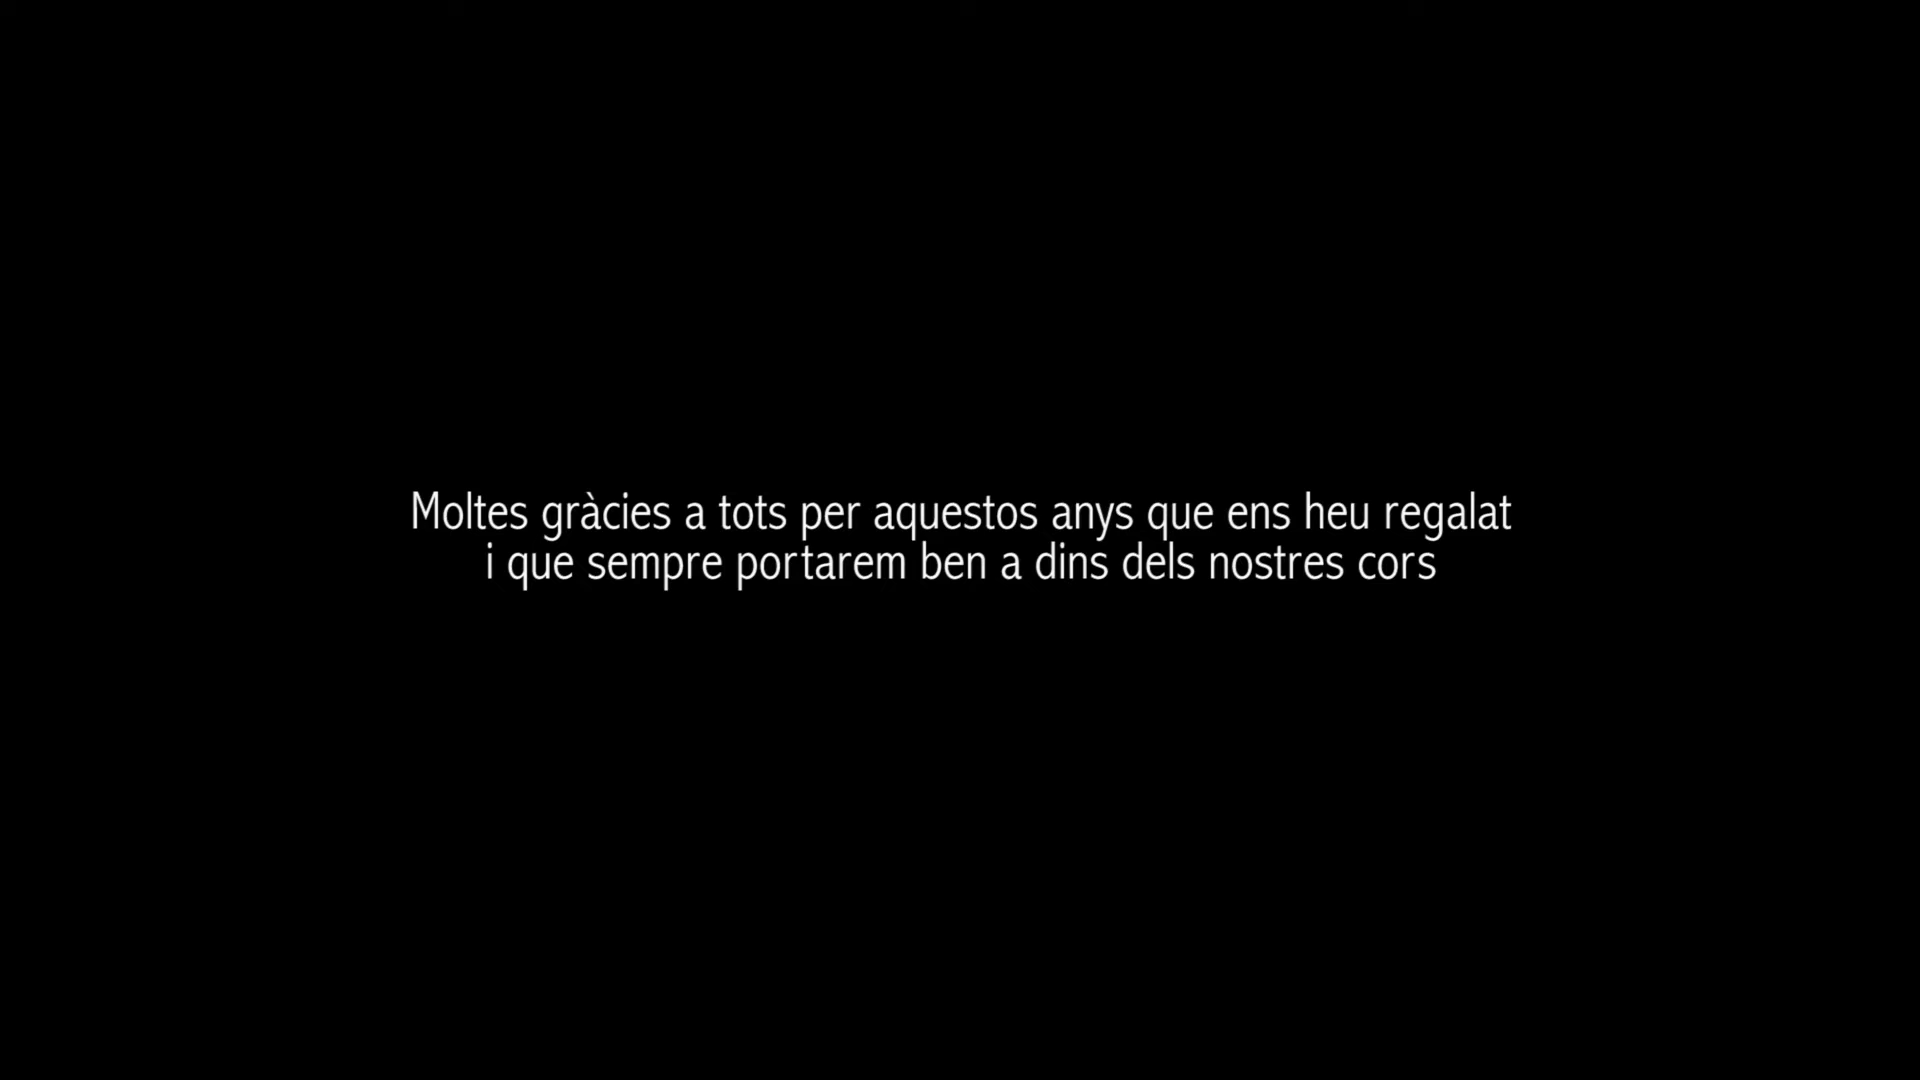 Moltes gràcies a tots per aquestos anys que ens heu regalat
i que sempre portarem ben a dins dels nostres cors